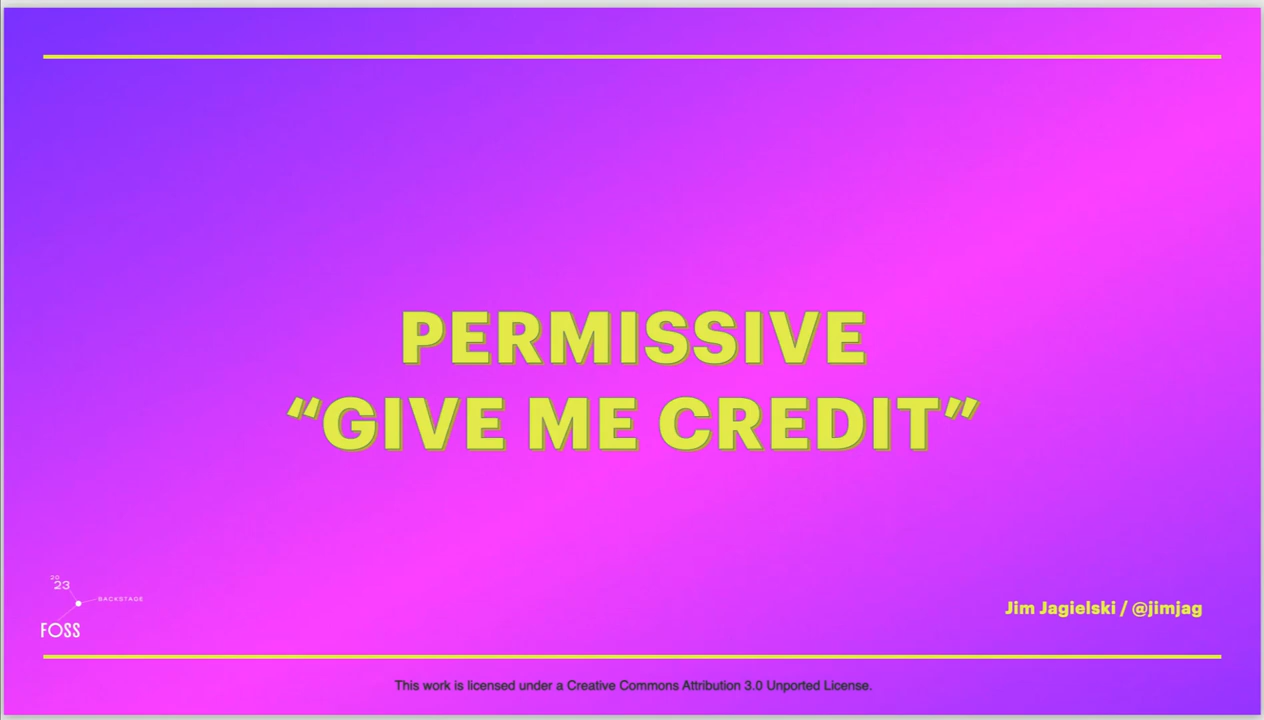 PERMISSIVE
“GIVE ME CREDIT”
20
23
BACKSTAGE
FOSS
Jim Jagielski / @jimjag
This work is licensed under a Creative Commons Attribution 3.0 Unported License.